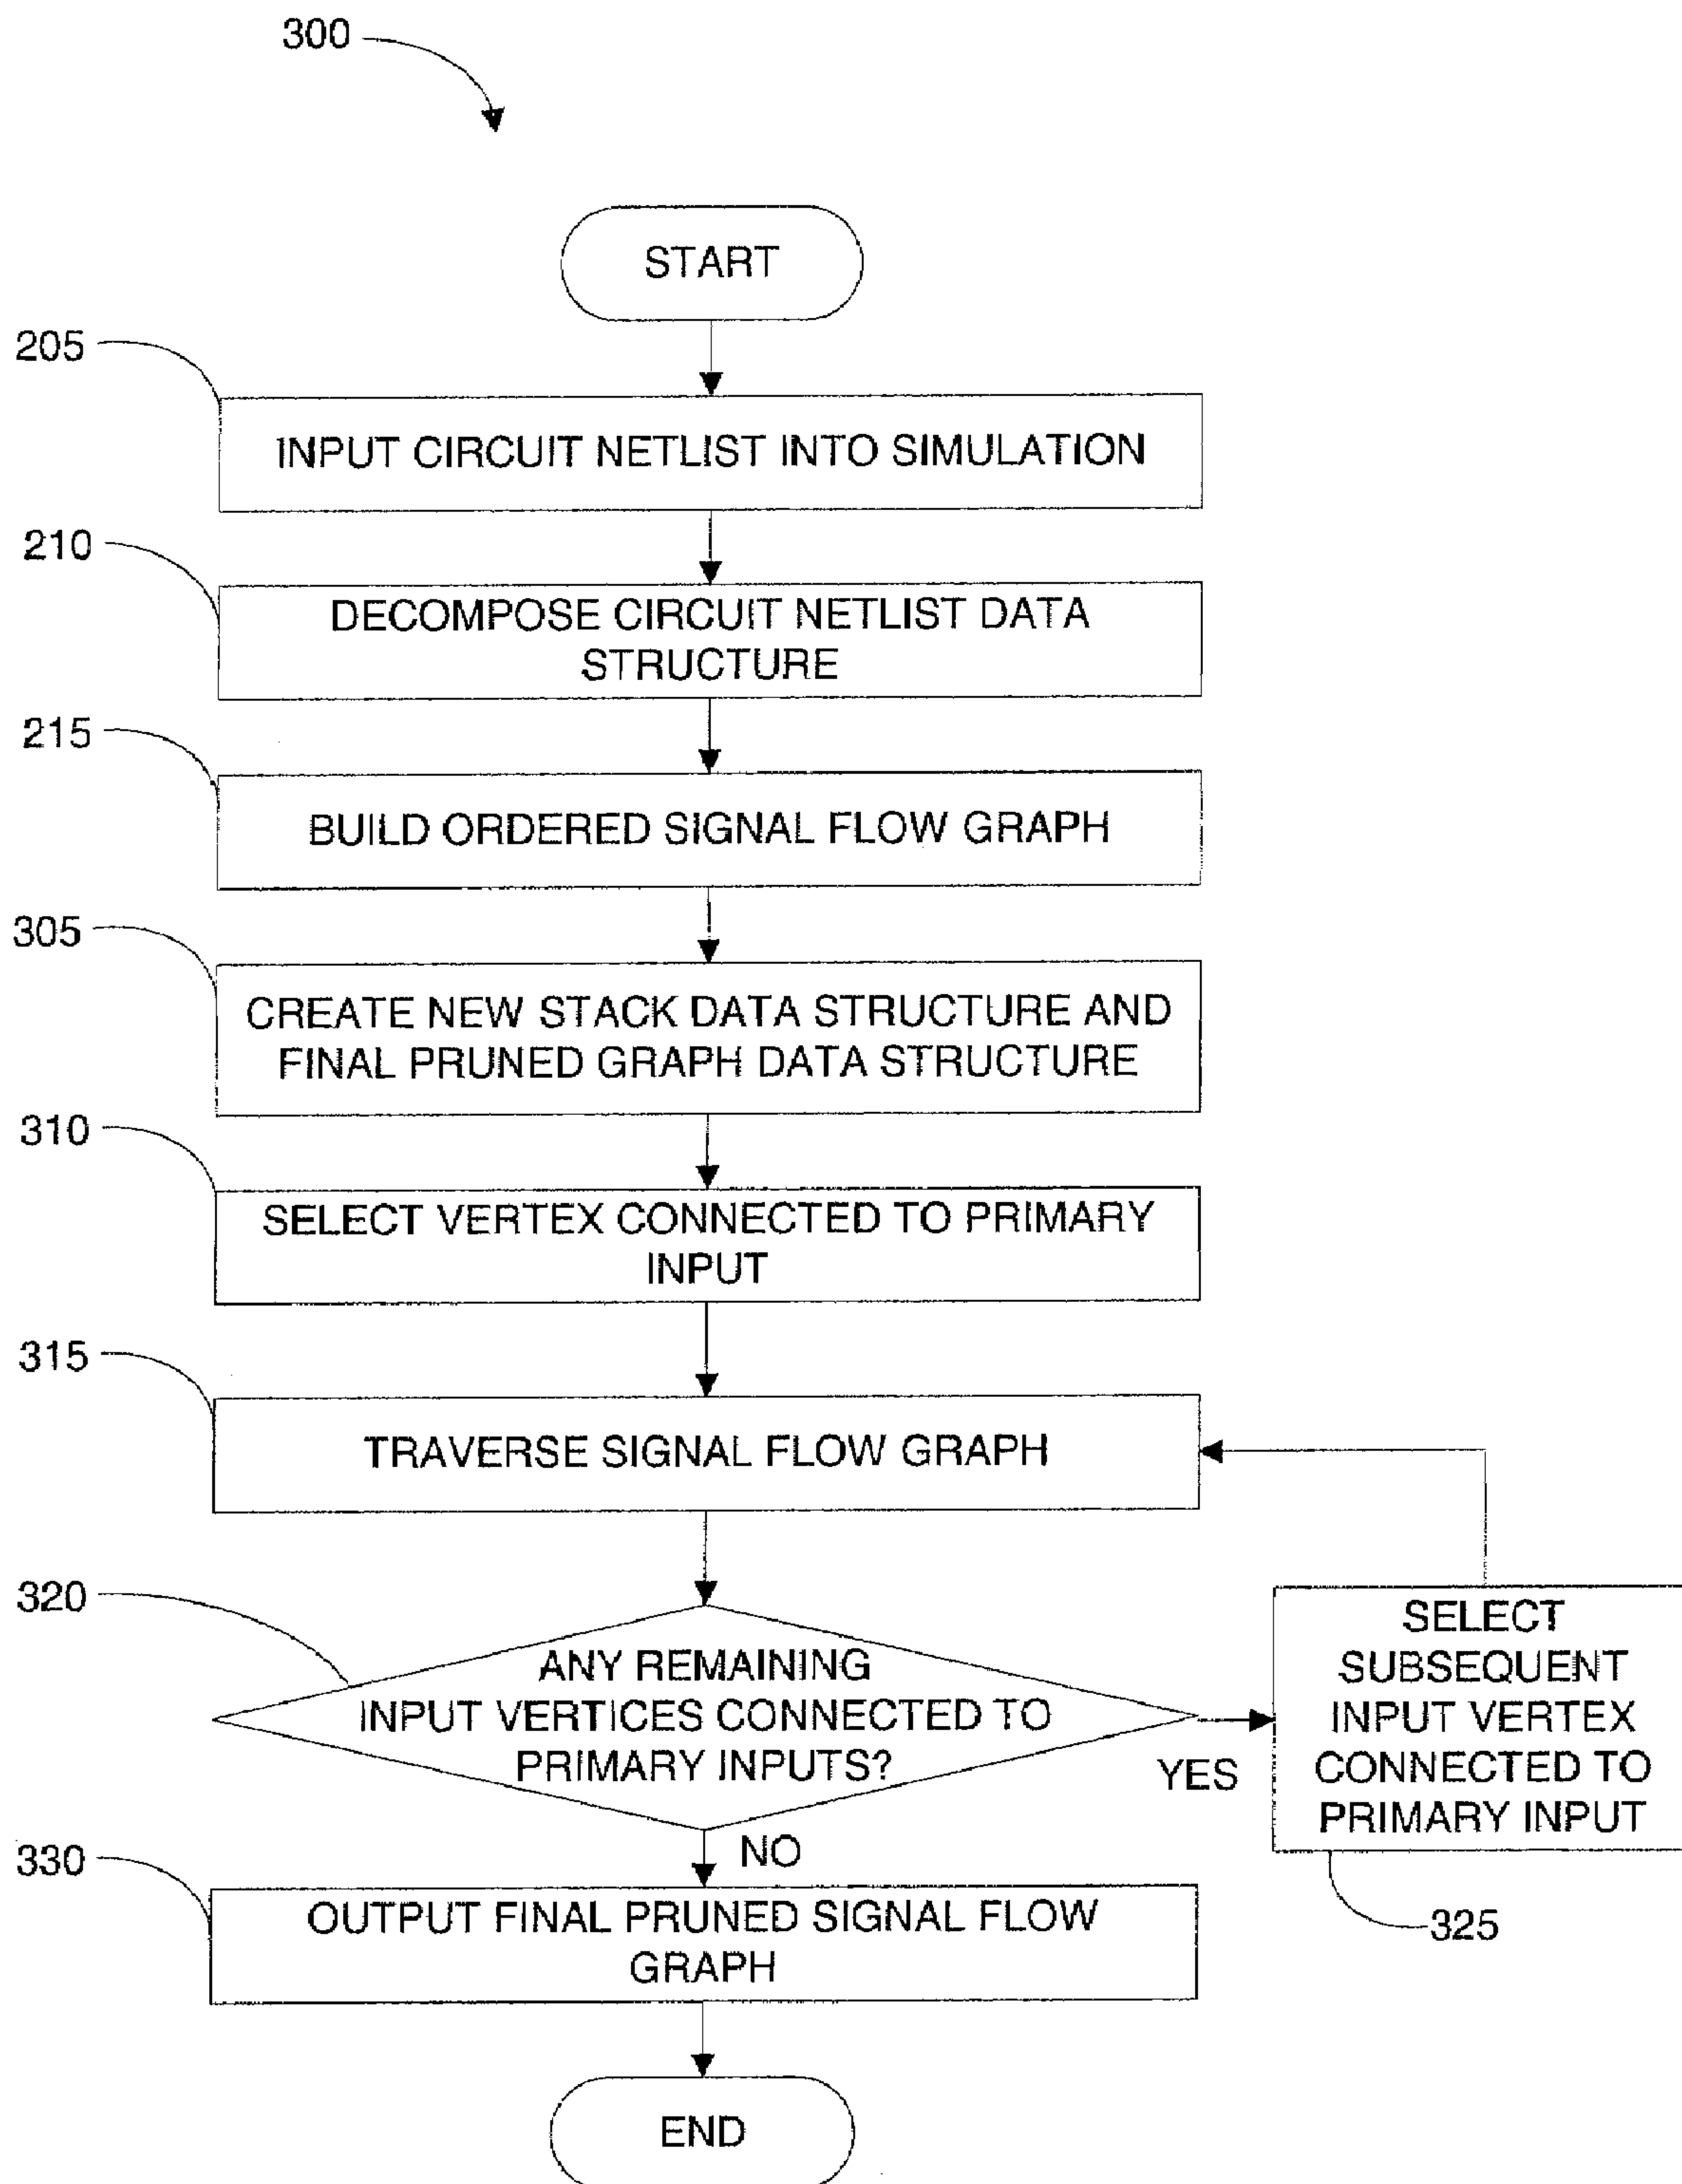 300
START
205
INPUT CIRCUIT NETLIST INTO SIMULATION
210
DECOMPOSE CIRCUIT NETLIST DATA
STRUCTURE
215
BUILD ORDERED SIGNAL FLOW GRAPH
305
CREATE NEW STACK DATA STRUCTURE AND
FINAL PRUNED GRAPH DATA STRUCTURE
310
SELECT VERTEX CONNECTED TO PRIMARY
INPUT
315
TRAVERSE SIGNAL FLOW GRAPH
320
ANY REMAINING
INPUT VERTICES CONNECTED TO
PRIMARY INPUTS?
YES
SELECT
SUBSEQUENT
INPUT VERTEX
CONNECTED TO
PRIMARY INPUT
325
NO
330
OUTPUT FINAL PRUNED SIGNAL FLOW
GRAPH
END